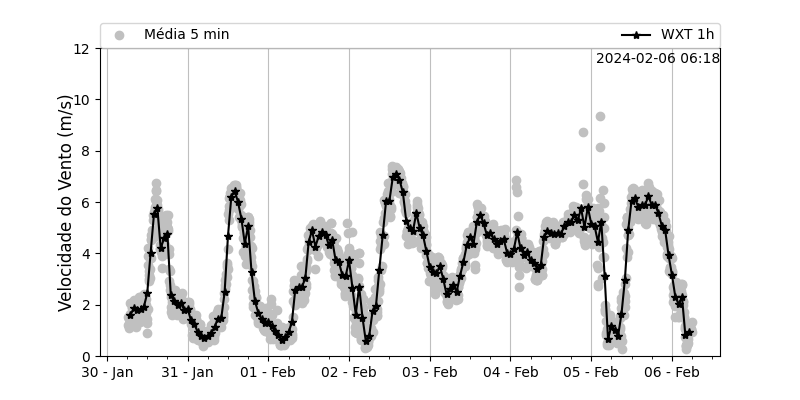 Média 5 min
WXT 1h
2024-02-06 06:18
Velocidade do Vento (m/s)
12
10
8
6
4
2
0
30 - Jan
31 - Jan
01 - Feb
02 - Feb
03 - Feb
04 - Feb
05 - Feb
06 - Feb